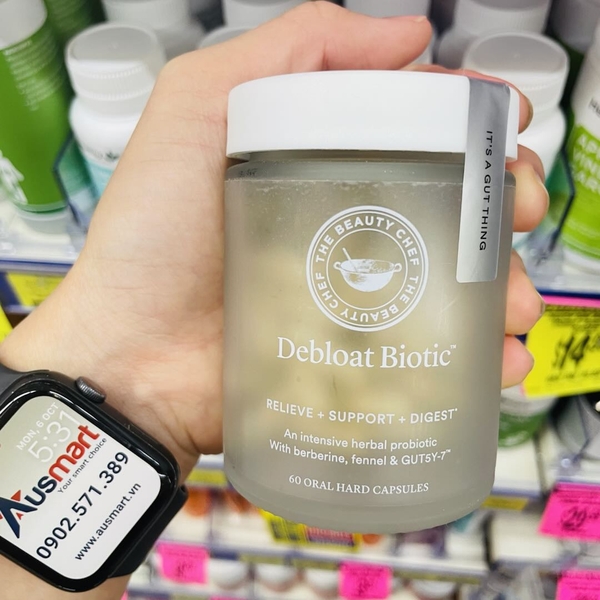 IT'S A GUT THING
THE BEAUTY CHEF THE BEAUTY CHEF
Debloat Biotic™
RELIEVE + SUPPORT + DIGEST*
An intensive herbal probiotic
With berberine, fennel & GUT5Y-7™
60 ORAL HARD CAPSULES
MON, 6 OCT
5:31
Ausmart
Your smart choice
0902.571.389
www.ausmart.vn
$14